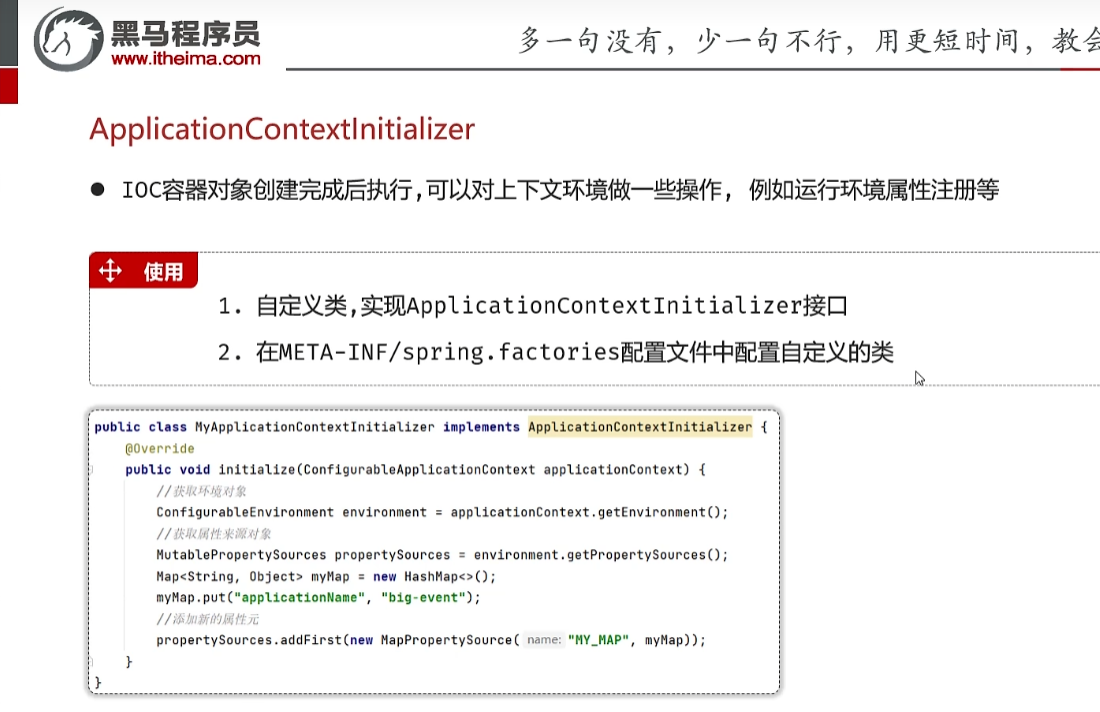 黑马程序员
www.itheima.com
多一句没有，少一句不行，用更短时间，教会
ApplicationContextInitializer
● IOC容器对象创建完成后执行,可以对上下文环境做一些操作, 例如运行环境属性注册等
使用
1. 自定义类,实现ApplicationContextInitializer接口
2. 在META-INF/spring.factories配置文件中配置自定义的类
public class MyApplicationContextInitializer implements ApplicationContextInitializer {
@Override
public void initialize(ConfigurableApplicationContext applicationContext) {
//获取环境对象
ConfigurableEnvironment environment = applicationContext.getEnvironment();
//获取属性来源对象
MutablePropertySources propertySources = environment.getPropertySources();
Map<String, Object> myMap = new HashMap<>();
myMap.put("applicationName", "big-event");
//添加新的属性元
propertySources.addFirst(new MapPropertySource( name: "MY_MAP", myMap));
}
}